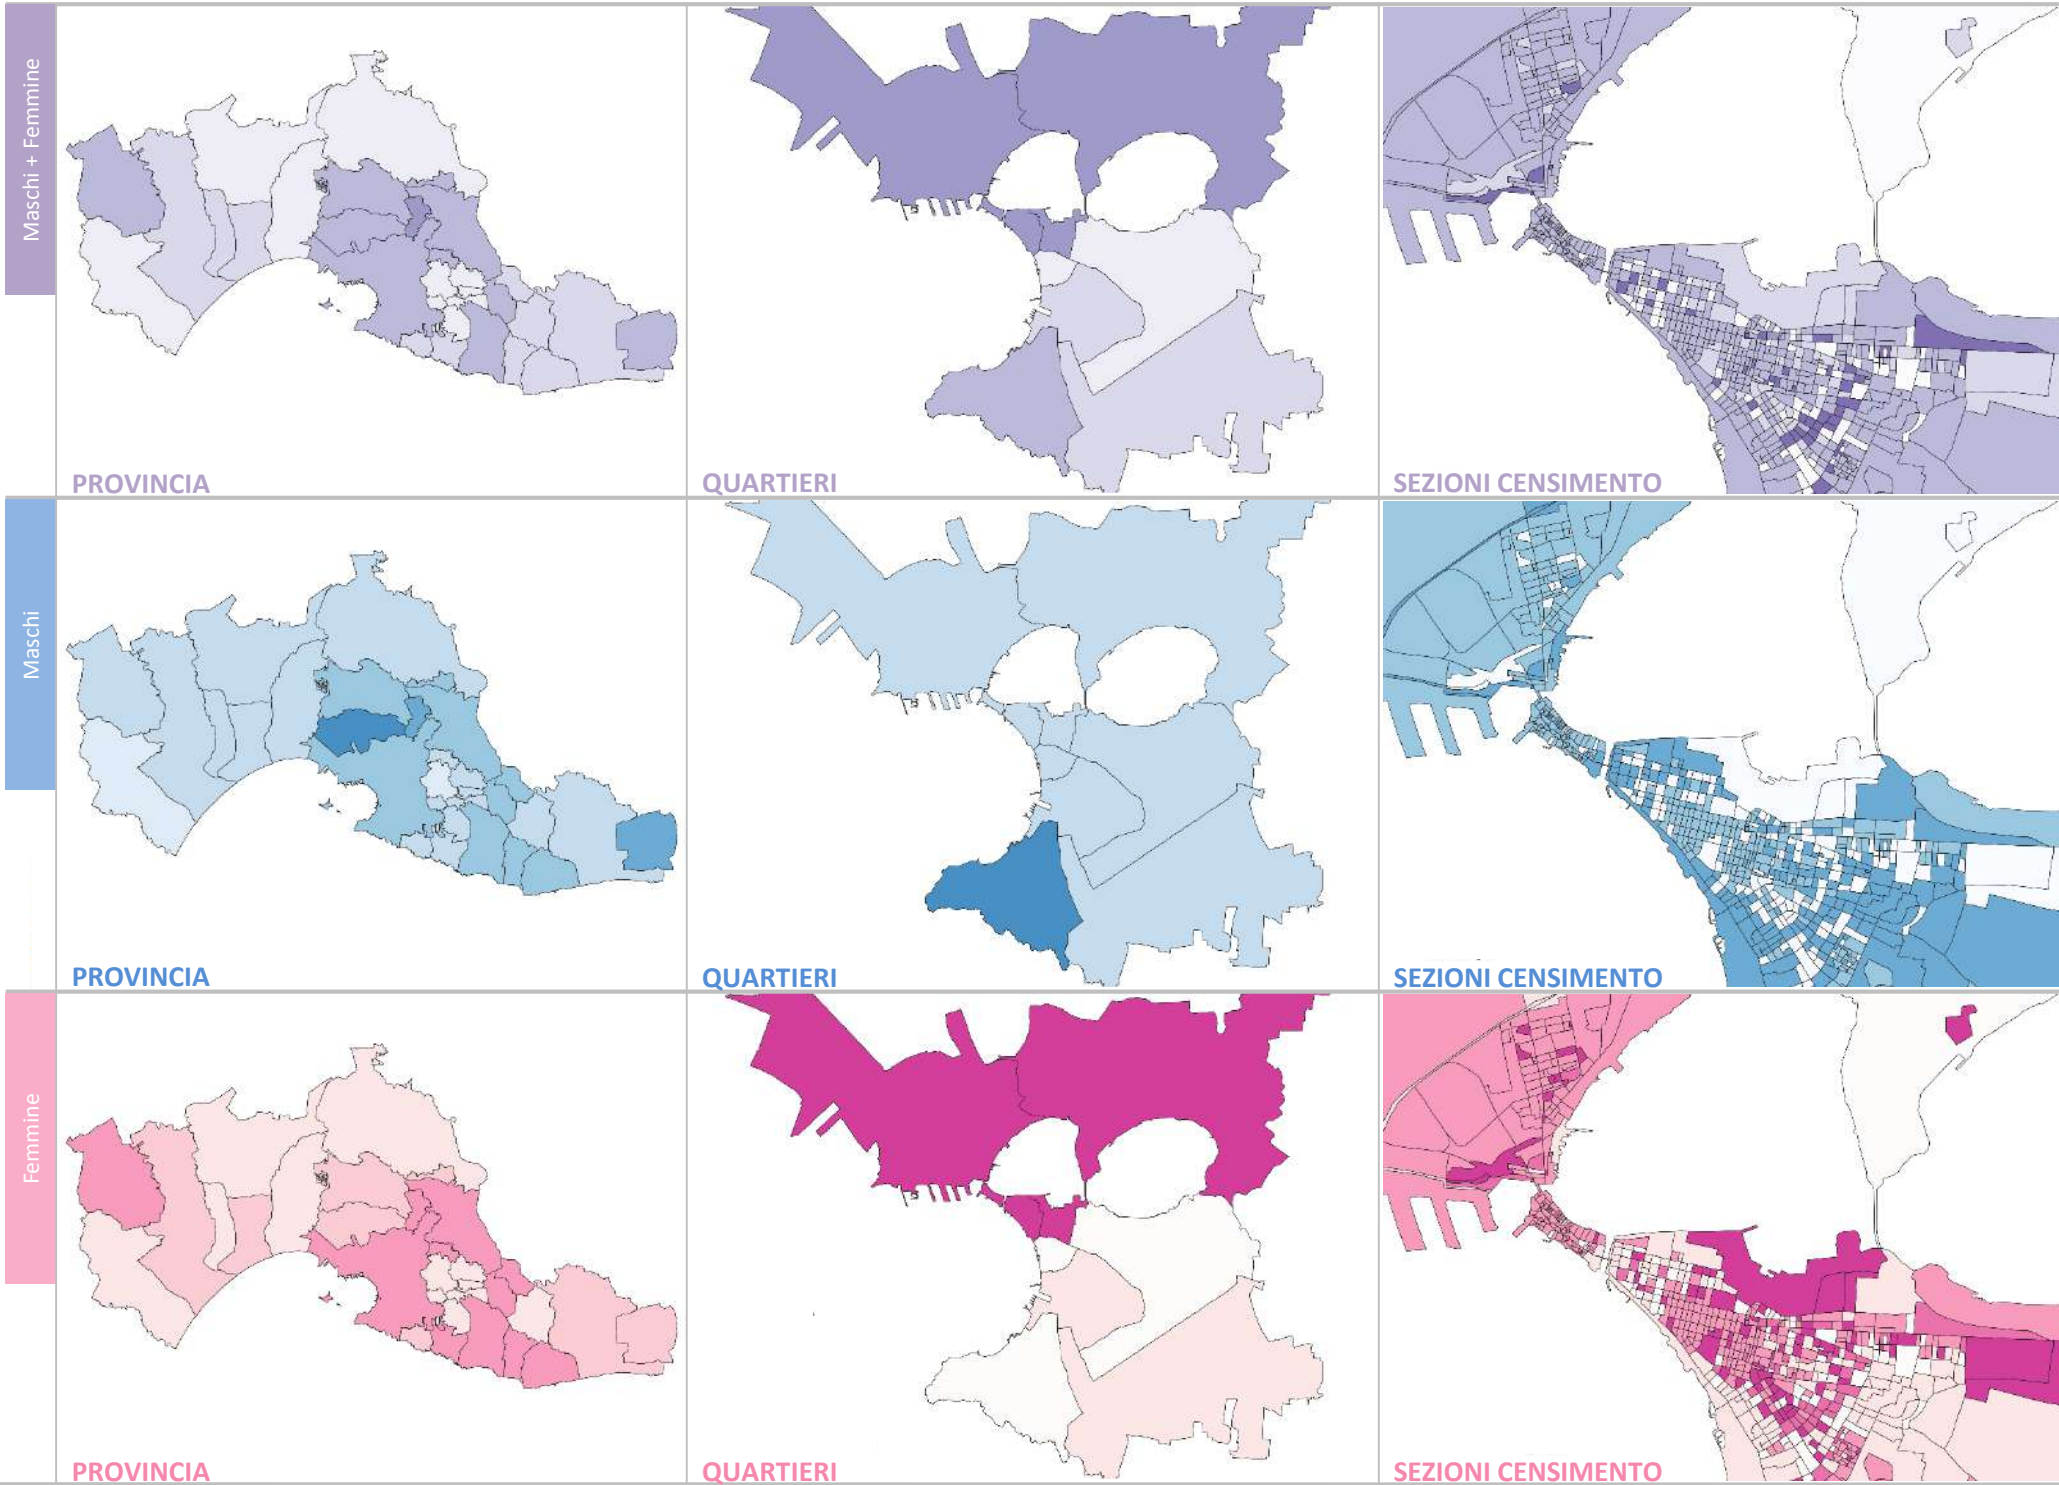 Maschi + Femmine
PROVINCIA
QUARTIERI
SEZIONI CENSIMENTO
Maschi
PROVINCIA
QUARTIERI
SEZIONI CENSIMENTO
Femmine
PROVINCIA
QUARTIERI
SEZIONI CENSIMENTO